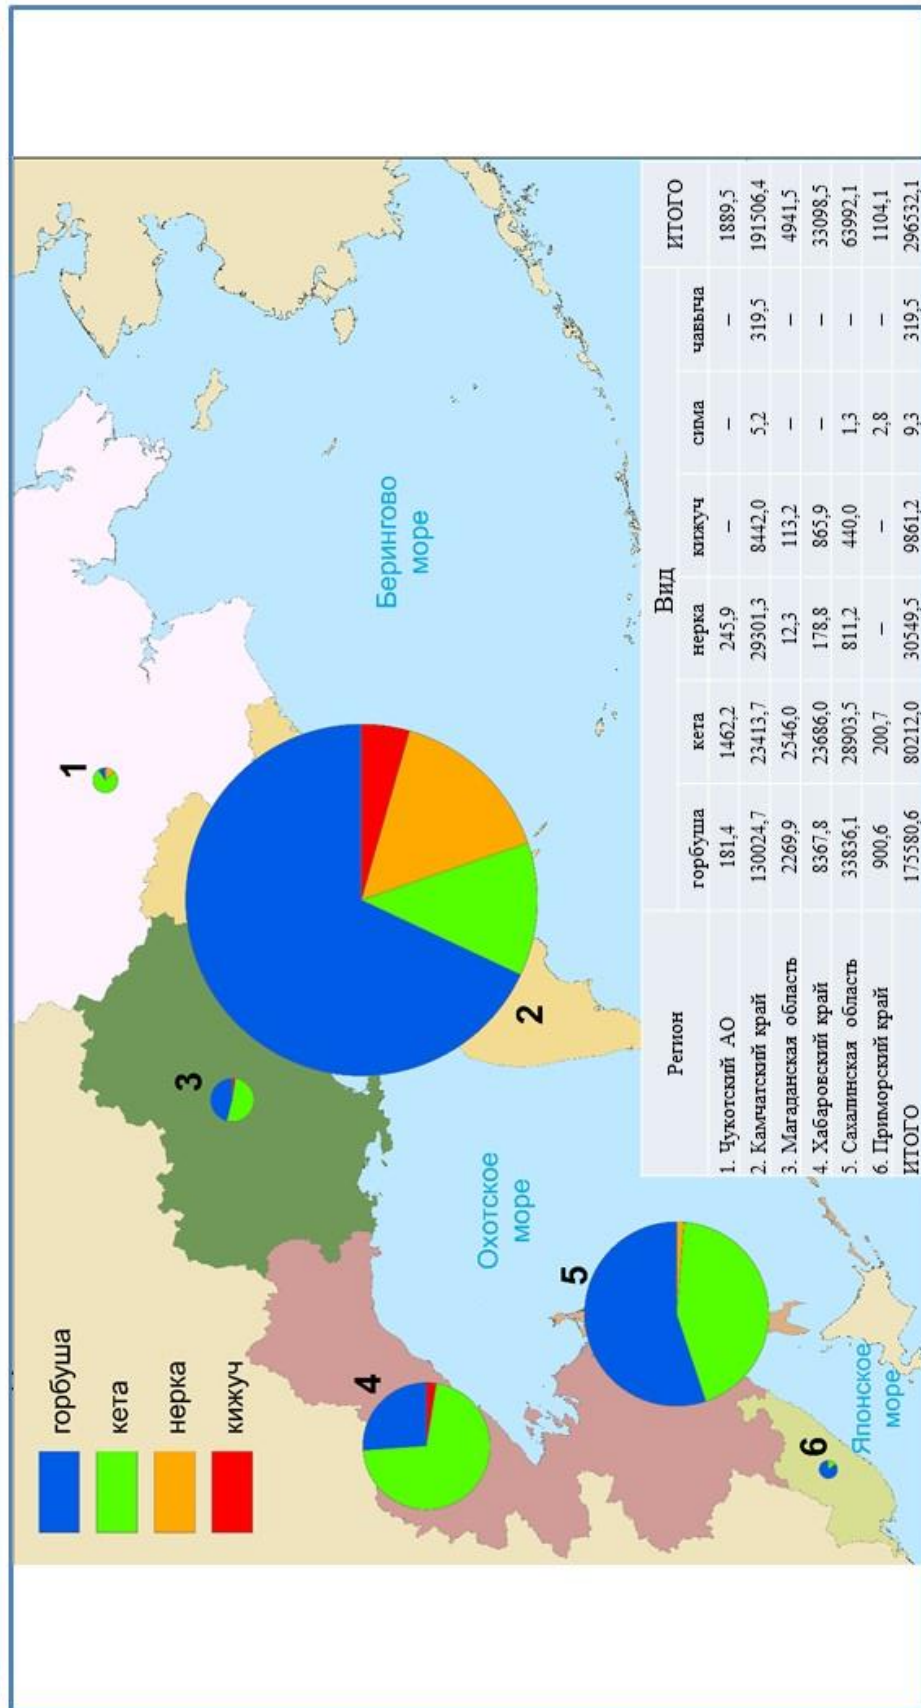 горбуша
кета
нерка
кижуч
1
2
3
4
5
6
Берингово
море
Охотское
море
Японское
море
Регион Вид ИТОГО
горбуша кета нерка кижуч сима чавыча
1. Чукотский АО 181,4 1462,2 245,9 – – – 1889,5
2. Камчатский край 130024,7 23413,7 29301,3 8442,0 5,2 319,5 191506,4
3. Магаданская область 2269,9 2546,0 12,3 113,2 – – 4941,5
4. Хабаровский край 8367,8 23686,0 178,8 865,9 – – 33098,5
5. Сахалинская область 33836,1 28903,5 811,2 440,0 1,3 – 63992,1
6. Приморский край 900,6 200,7 – – 2,8 – 1104,1
ИТОГО 175580,6 80212,0 30549,5 9861,2 9,3 319,5 296532,1